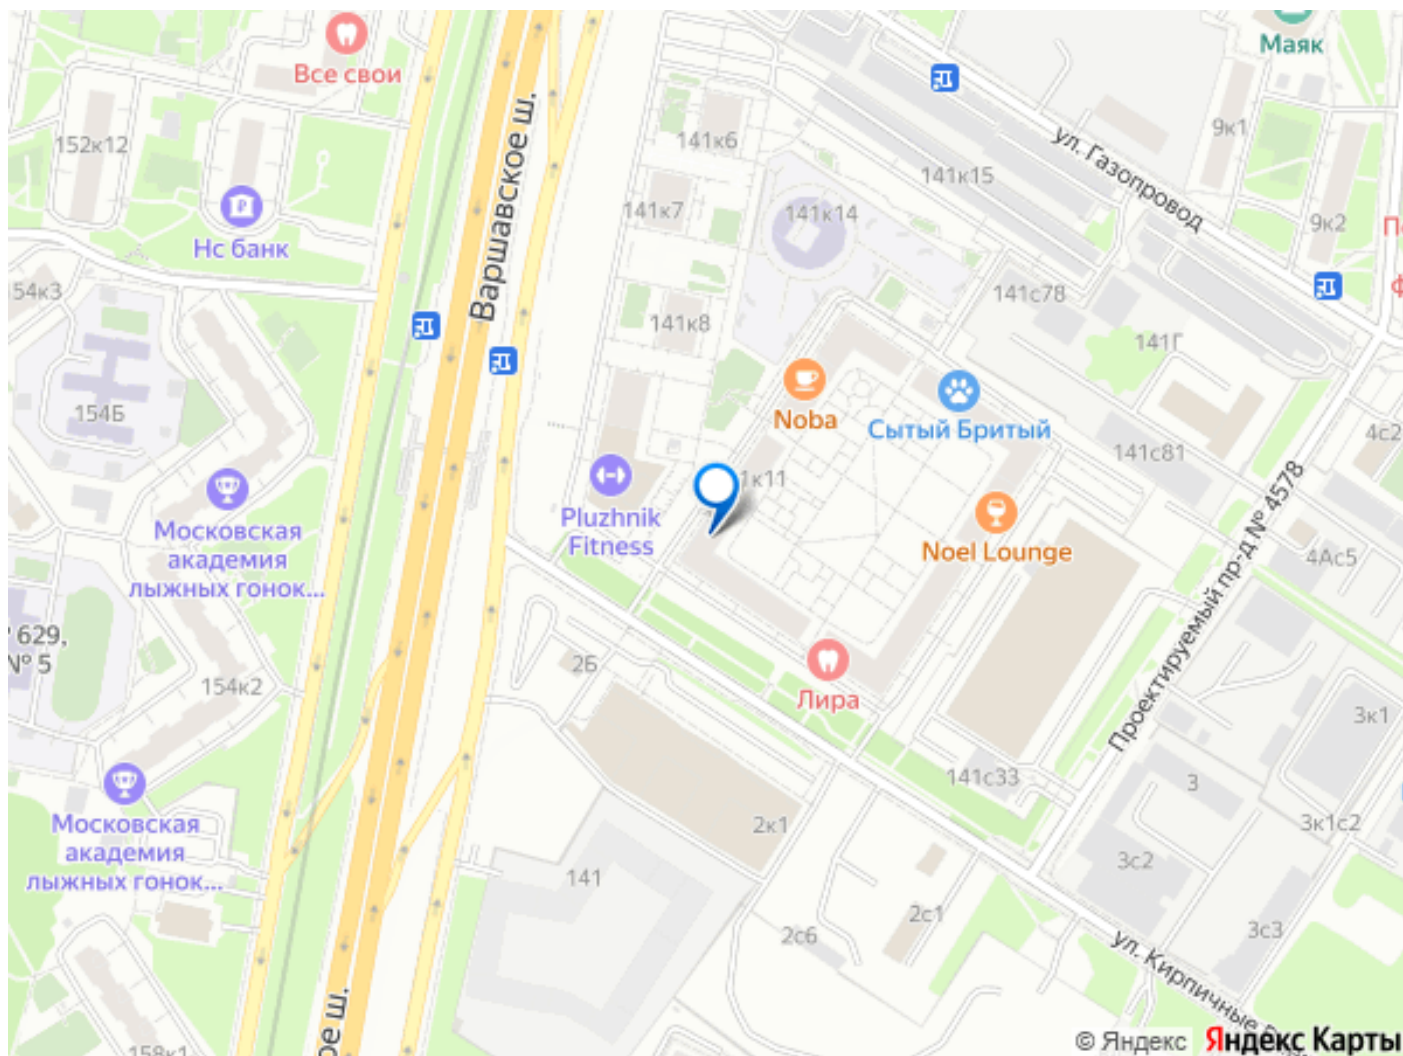 Все свои
Маяк
152к12
Варшавское ш.
141к6
ул. Газопровод
9к1
141к15
141к7
141к14
9к2
Нс банк
54к3
141с78
141к8
141Г
154Б
Noba
Сытый Бритый
4с2
141с81
1к11
Pluzhnik
Fitness
Noel Lounge
Московская
академия
лыжных гонок...
Проектируемый пр-д № 4578
4Ас5
629,
№ 5
2Б
154к2
Лира
3к1
141с33
3
Московская
академия
лыжных гонок...
2к1
3к1с2
3с2
141
2с1
2с6
3с3
ул. Кирпичные
ое ш.
158к1
© Яндекс
Яндекс Карты